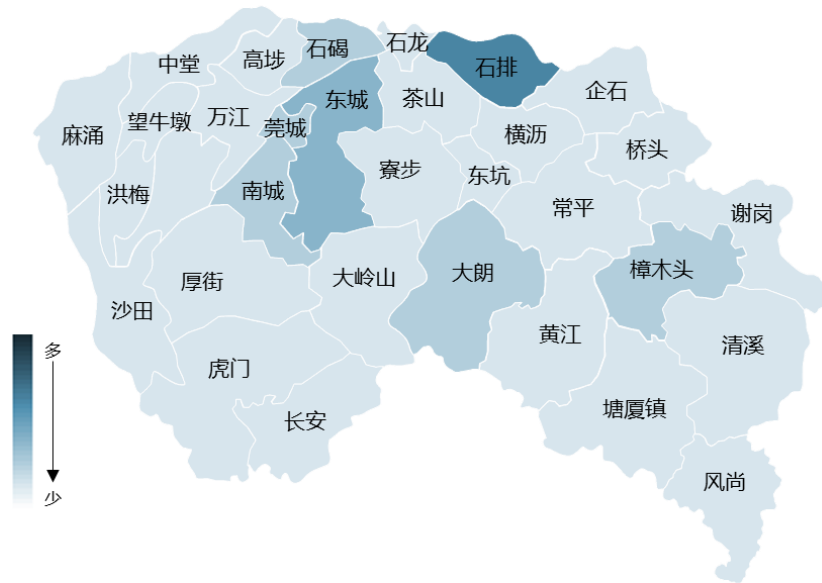 中堂
高埗
石碣
石龙
石排
企石
麻涌
望牛墩
万江
莞城
东城
茶山
横沥
桥头
洪梅
南城
寮步
东坑
常平
谢岗
沙田
厚街
大岭山
大朗
樟木头
虎门
黄江
清溪
长安
塘厦镇
风尚
多
少